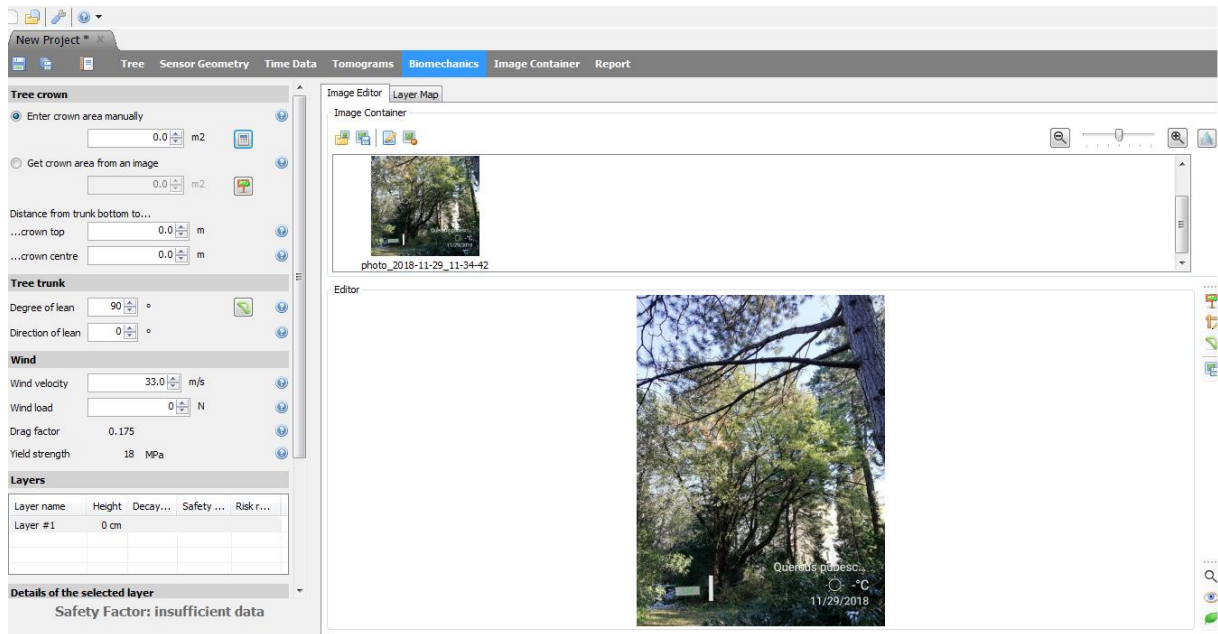 New Project *
Tree Sensor Geometry Time Data Tomograms Biomechanics Image Container Report
Tree crown
Enter crown area manually
0.0 m2
Get crown area from an image
0.0 m2
Distance from trunk bottom to...
...crown top 0.0 m
...crown centre 0.0 m
Tree trunk
Degree of lean 90 °
Direction of lean 0 °
Wind
Wind velocity 33.0 m/s
Wind load 0 N
Drag factor 0.175
Yield strength 18 MPa
Layers
Layer name Height Decay... Safety ... Risk r...
Layer #1 0 cm
Details of the selected layer
Safety Factor: insufficient data
Image Editor Layer Map
Image Container
Quercus pubesc...
-°C
11/29/2018
photo_2018-11-29_11-34-42
Editor
Quercus pubesc...
-°C
11/29/2018